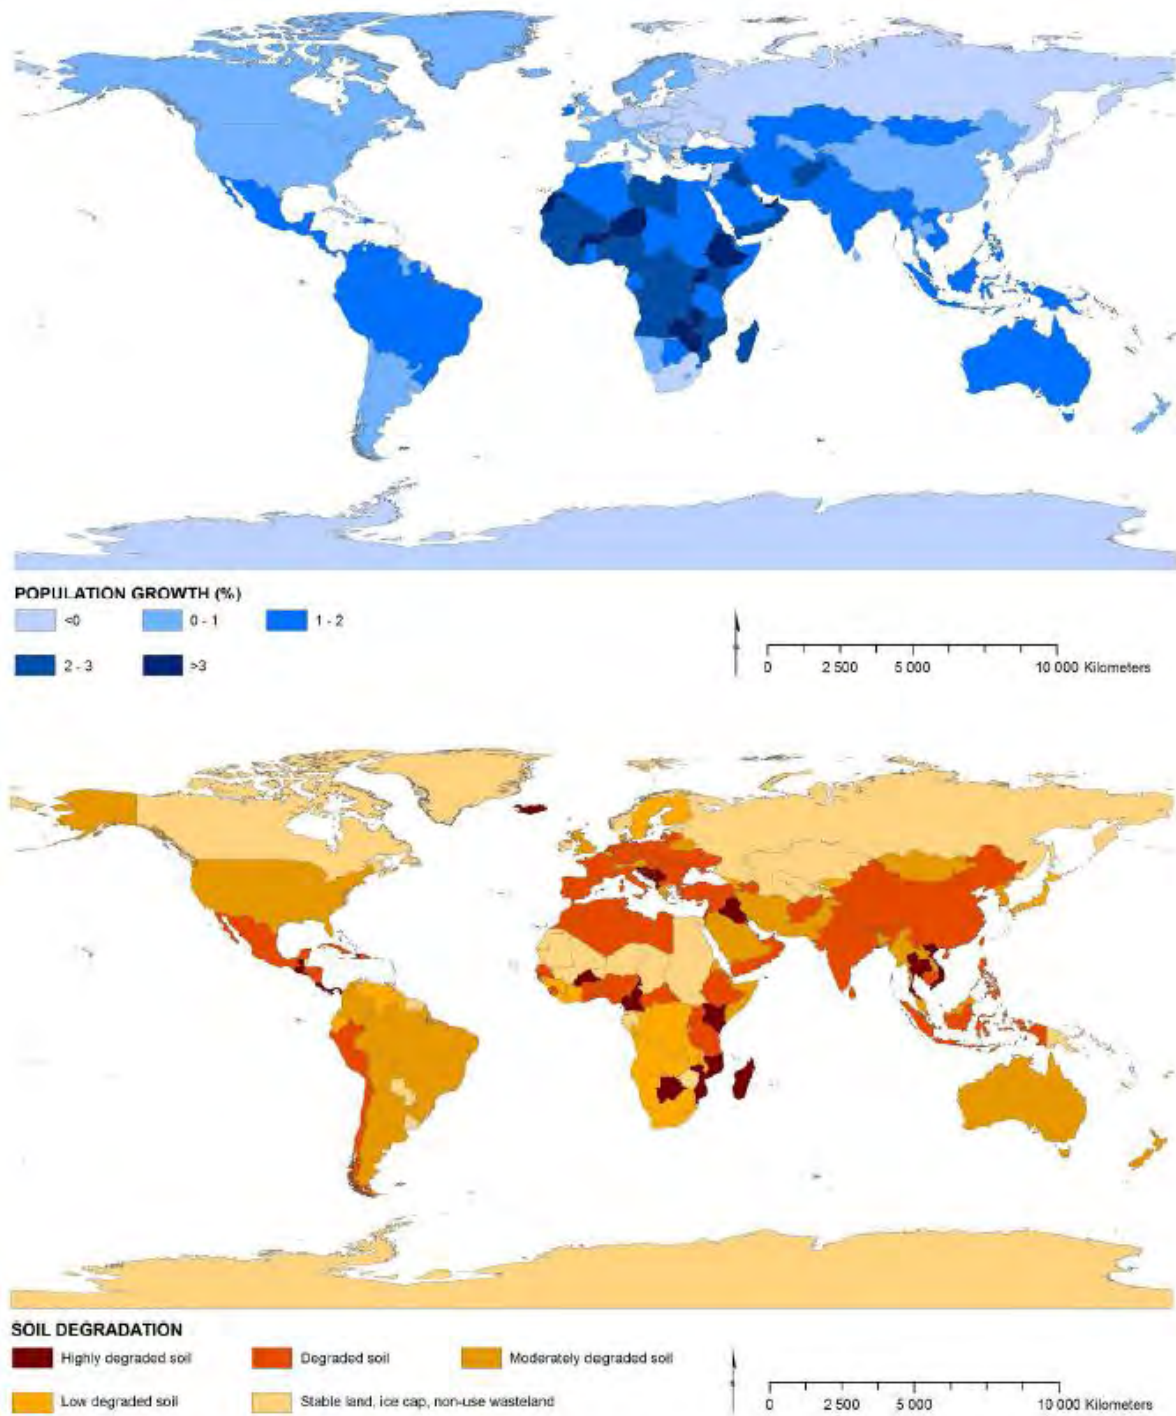 POPULATION GROWTH (%)
<0 0 - 1 1 - 2
2 - 3 >3
0 2 500 5 000 10 000 Kilometers
SOIL DEGRADATION
Highly degraded soil Degraded soil Moderately degraded soil
Low degraded soil Stable land, ice cap, non-use wasteland
0 2 500 5 000 10 000 Kilometers